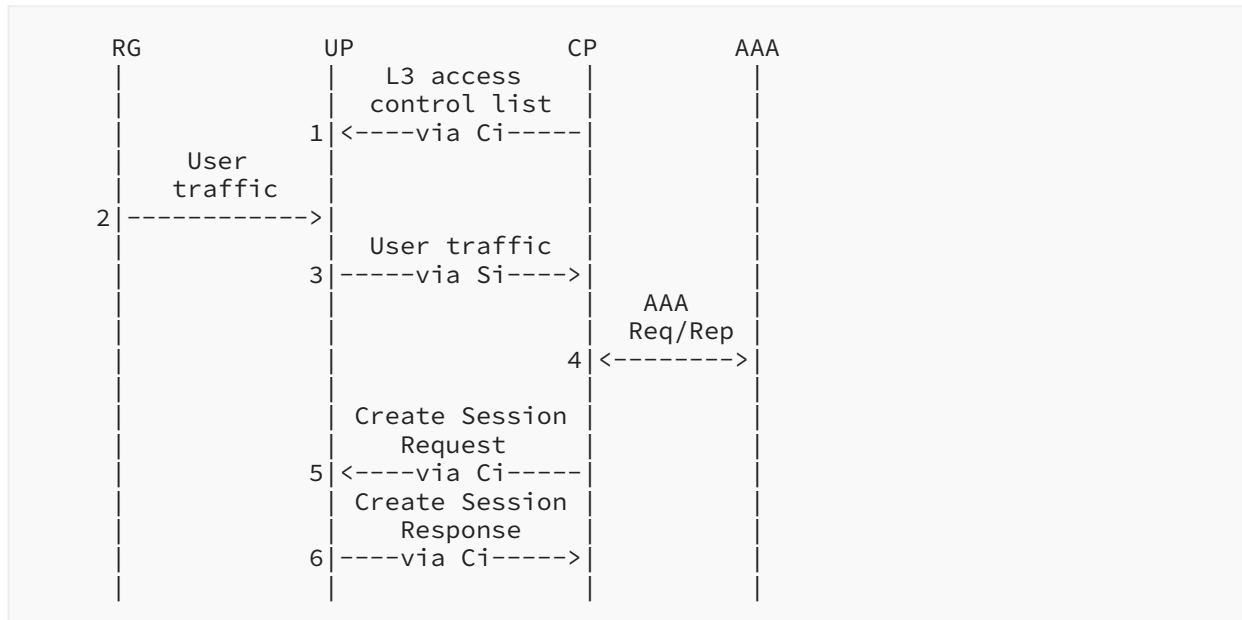 RG UP CP AAA
L3 access
control list
1 <----via Ci-----
User
traffic
2 ------------>
User traffic
3 -----via Si---->
AAA
Req/Rep
4 <-------->
Create Session
Request
5 <----via Ci-----
Create Session
Response
6 ----via Ci----->